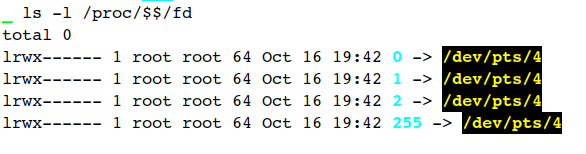 _ ls -l /proc/$$/fd
total 0
lrwx------ 1 root root 64 Oct 16 19:42 0 -> /dev/pts/4
lrwx------ 1 root root 64 Oct 16 19:42 1 -> /dev/pts/4
lrwx------ 1 root root 64 Oct 16 19:42 2 -> /dev/pts/4
lrwx------ 1 root root 64 Oct 16 19:42 255 -> /dev/pts/4